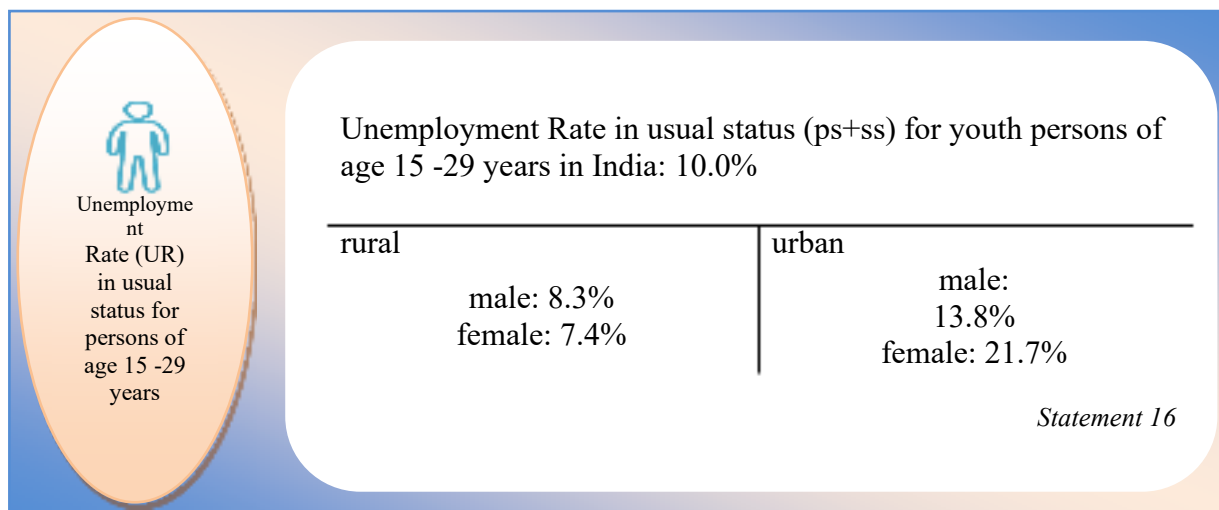 Unemployme
nt
Rate (UR)
in usual
status for
persons of
age 15 -29
years
Unemployment Rate in usual status (ps+ss) for youth persons of
age 15 -29 years in India: 10.0%
rural
male: 8.3%
female: 7.4%
urban
male:
13.8%
female: 21.7%
Statement 16